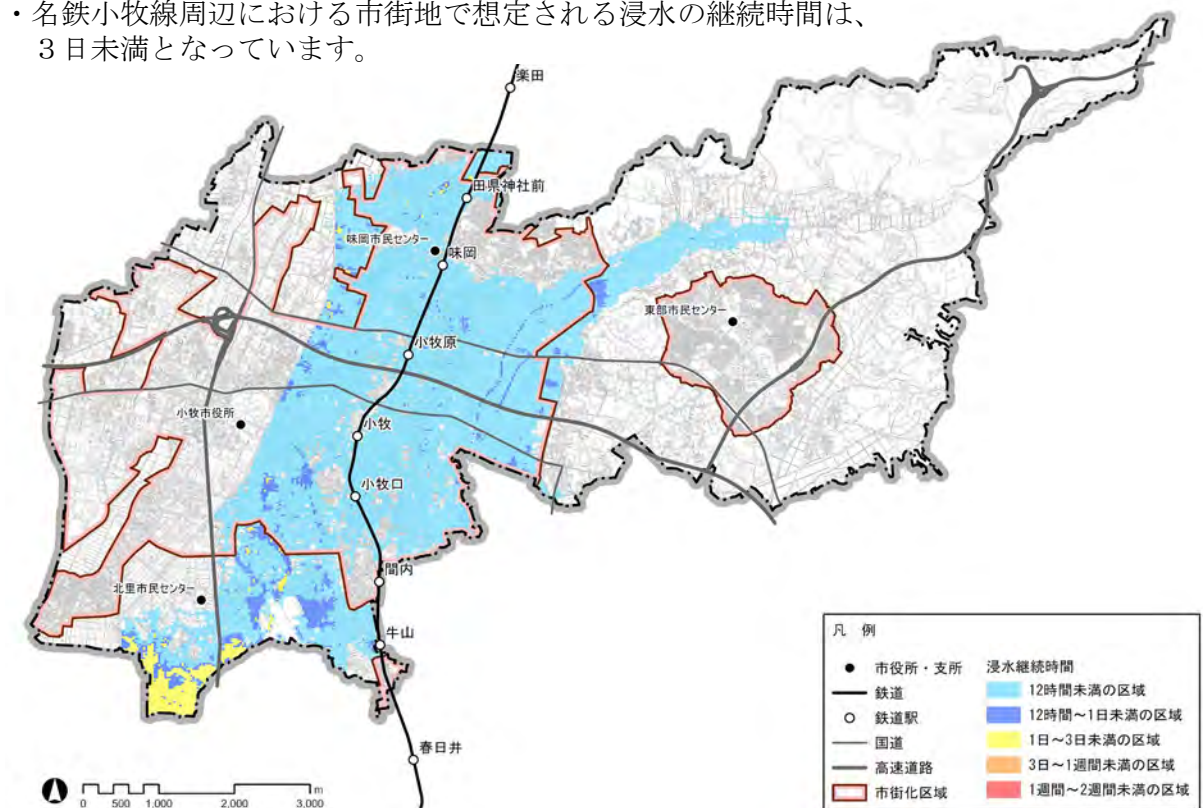 ・名鉄小牧線周辺における市街地で想定される浸水の継続時間は、
３日未満となっています。
楽田
田県神社前
味岡市民センター
味岡
東部市民センター
小牧原
小牧市役所
小牧
小牧口
間内
北里市民センター
牛山
春日井
0 500 1,000 2,000 3,000 m
凡 例
市役所・支所
鉄道
鉄道駅
国道
高速道路
市街化区域
浸水継続時間
12時間未満の区域
12時間～1日未満の区域
1日～3日未満の区域
3日～1週間未満の区域
1週間～2週間未満の区域